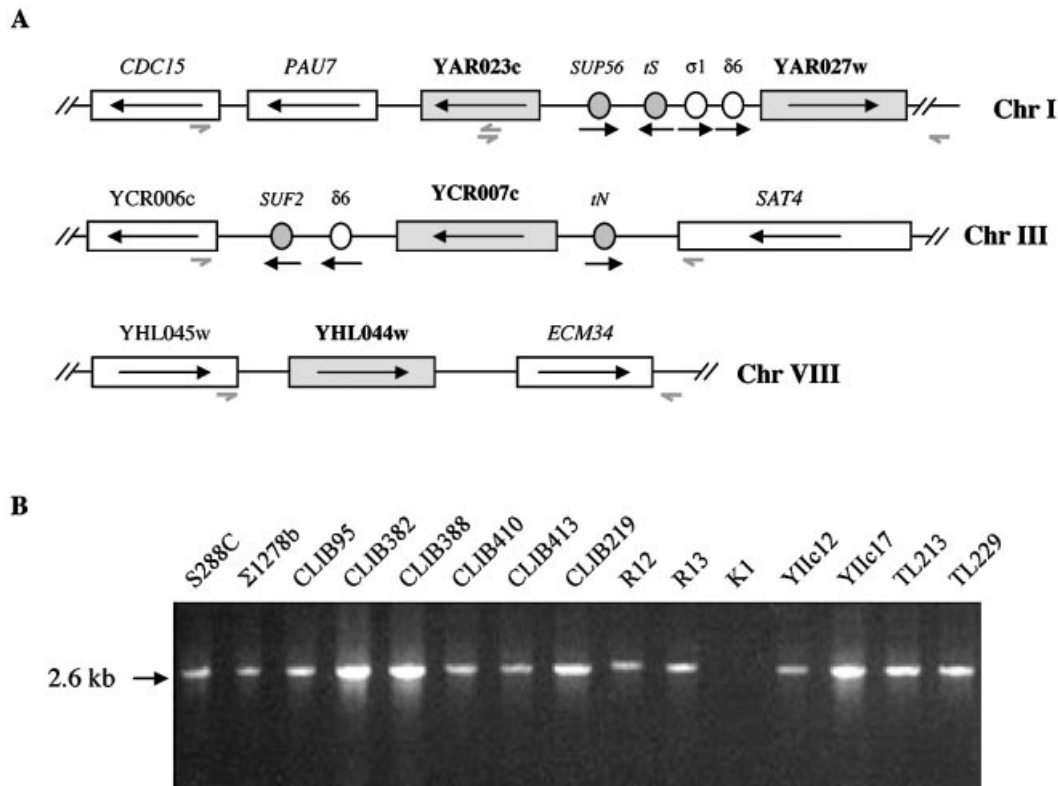 A
CDC15 PAU7 YAR023c SUP56 tS σ1 δ6 YAR027w
// // Chr I
YCR006c SUF2 δ6 YCR007c tN SAT4
// // Chr III
YHL045w YHL044w ECM34
// // Chr VIII
B
S288C Σ1278b CLIB95 CLIB382 CLIB388 CLIB410 CLIB413 CLIB219 R12 R13 K1 YIIc12 YIIc17 TL213 TL229
2.6 kb